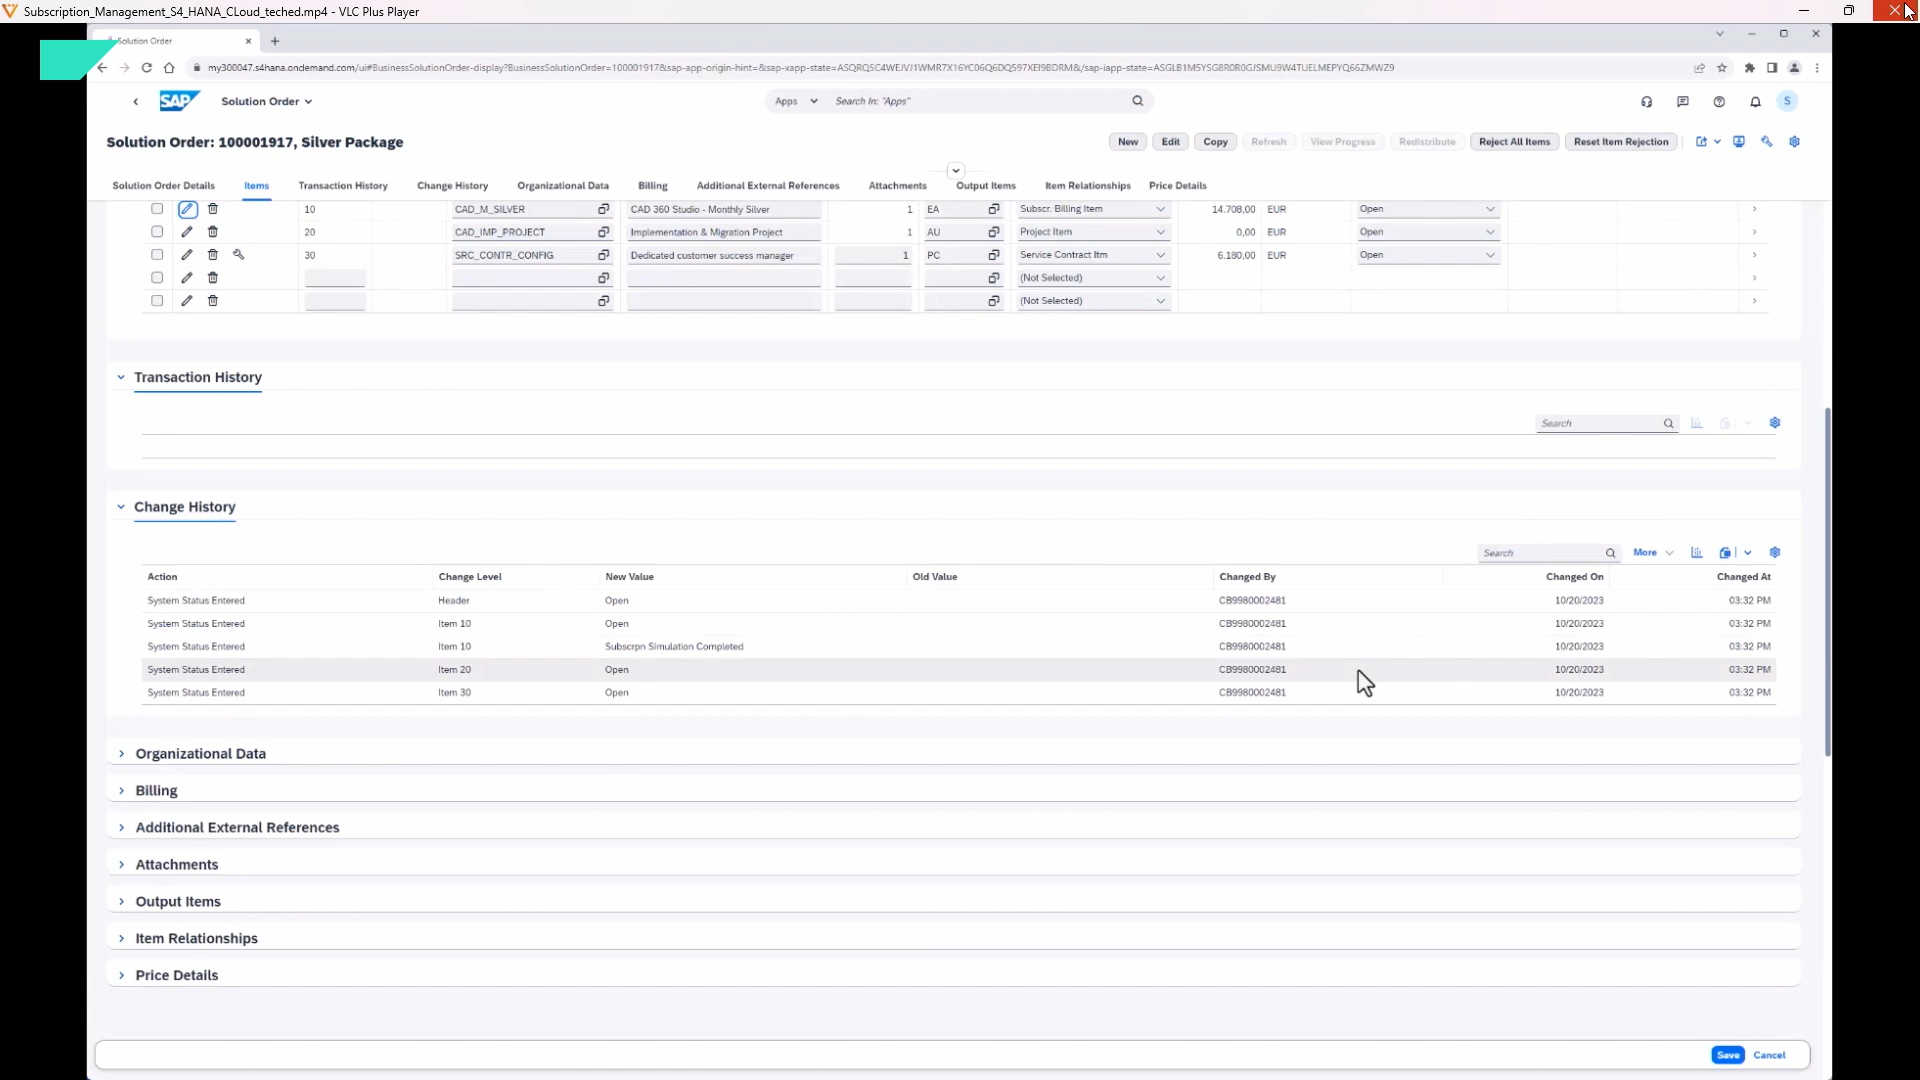 Subscription_Management_S4_HANA_CLoud_teched.mp4 - VLC Plus Player
Solution Order
my300047.s4hana.ondemand.com/ui#BusinessSolutionOrder-display?BusinessSolutionOrder=100001917&sap-app-origin-hint=&sap-xapp-state=ASQRQ5C4WEJVJ1WMR7X16YC06Q6DQ597XEI9BDRM&/sap-iapp-state=ASGLB1M5YSG8R0R0GJSMU9W4TUELMEPYQ66ZMWZ9
SAP Solution Order Apps Search In: "Apps" S
Solution Order: 100001917, Silver Package New Edit Copy Refresh View Progress Redistribute Reject All Items Reset Item Rejection
Solution Order Details Items Transaction History Change History Organizational Data Billing Additional External References Attachments Output Items Item Relationships Price Details
10 CAD_M_SILVER CAD 360 Studio - Monthly Silver 1 EA Subscr. Billing Item 14.708,00 EUR Open
20 CAD_IMP_PROJECT Implementation & Migration Project 1 AU Project Item 0,00 EUR Open
30 SRC_CONTR_CONFIG Dedicated customer success manager 1 PC Service Contract Itm 6.180,00 EUR Open
(Not Selected)
(Not Selected)
Transaction History
Search
Change History
Search More
Action Change Level New Value Old Value Changed By Changed On Changed At
System Status Entered Header Open CB9980002481 10/20/2023 03:32 PM
System Status Entered Item 10 Open CB9980002481 10/20/2023 03:32 PM
System Status Entered Item 10 Subscrpn Simulation Completed CB9980002481 10/20/2023 03:32 PM
System Status Entered Item 20 Open CB9980002481 10/20/2023 03:32 PM
System Status Entered Item 30 Open CB9980002481 10/20/2023 03:32 PM
Organizational Data
Billing
Additional External References
Attachments
Output Items
Item Relationships
Price Details
Save Cancel